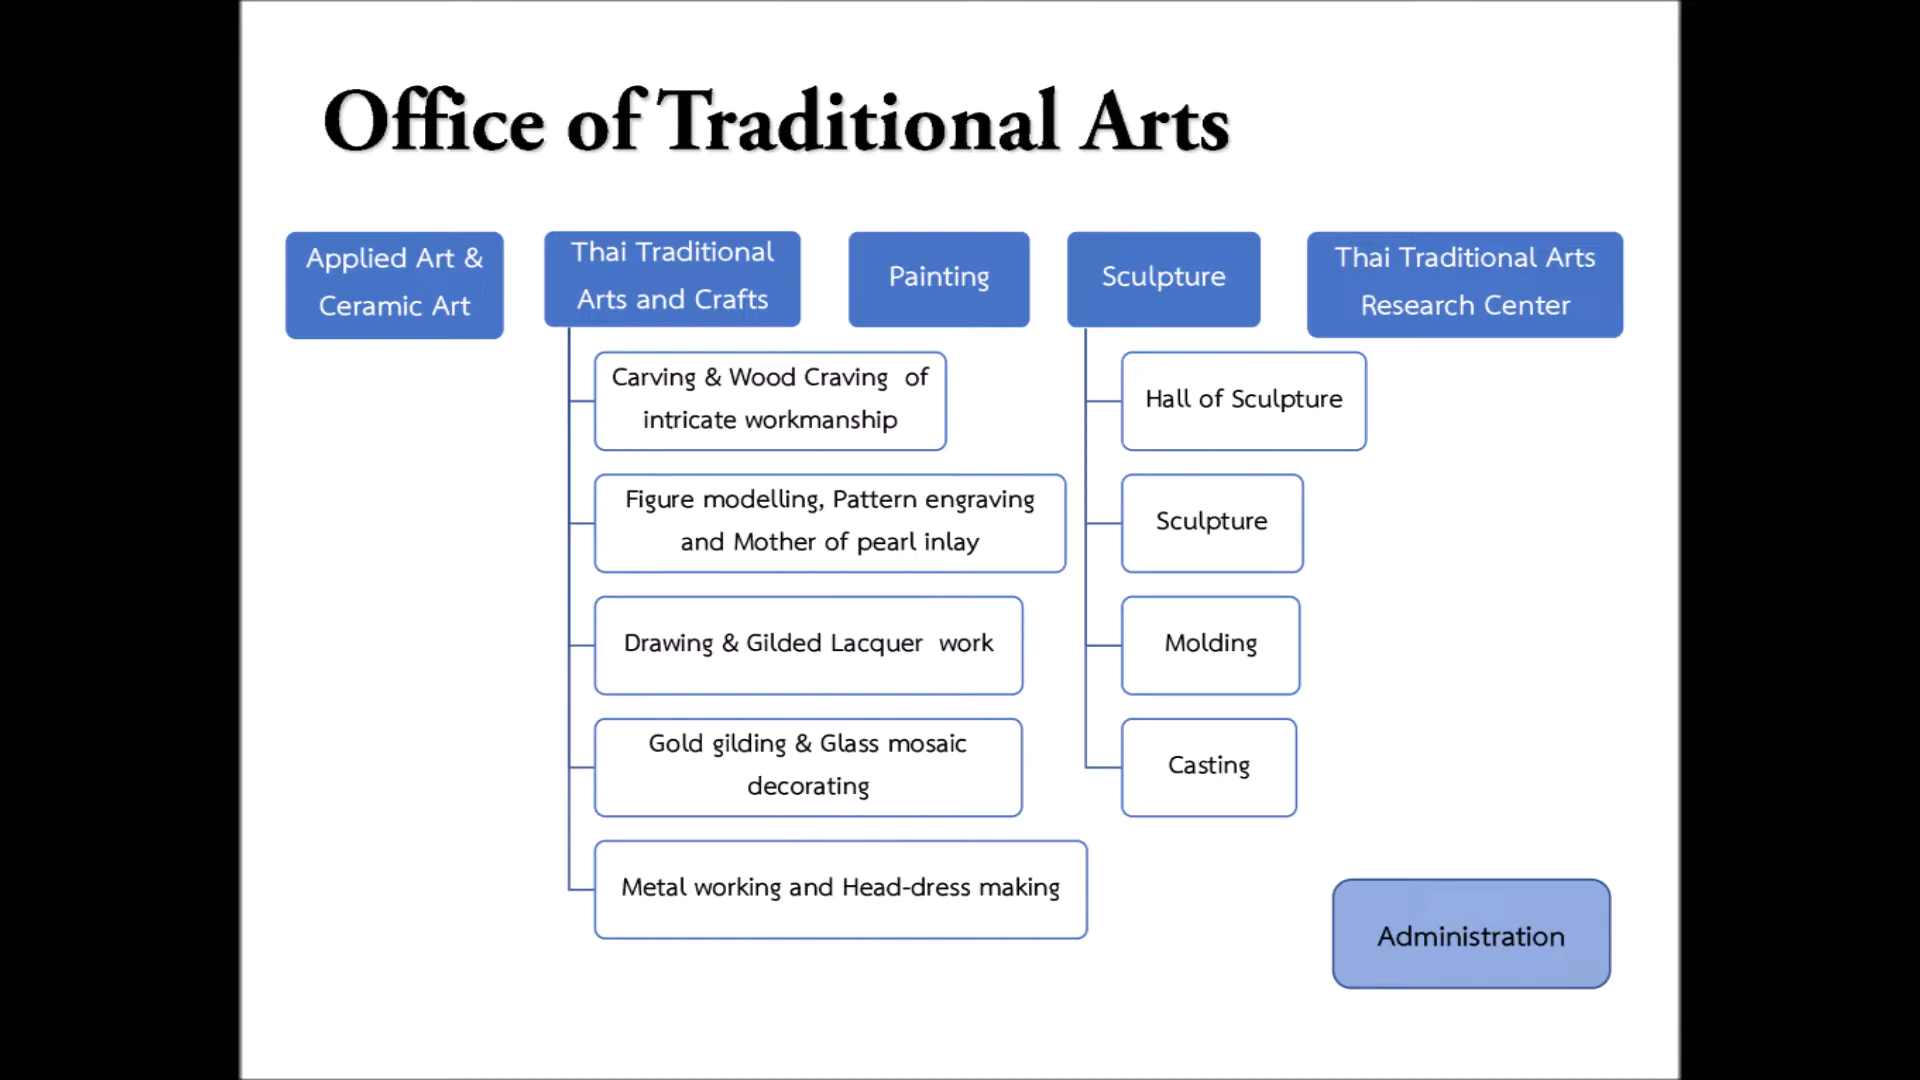 Office of Traditional Arts
Applied Art &
Ceramic Art
Thai Traditional
Arts and Crafts
Painting
Sculpture
Thai Traditional Arts
Research Center
Carving & Wood Craving  of
intricate workmanship
Figure modelling, Pattern engraving
and Mother of pearl inlay
Drawing & Gilded Lacquer  work
Gold gilding & Glass mosaic
decorating
Metal working and Head-dress making
Hall of Sculpture
Sculpture
Molding
Casting
Administration